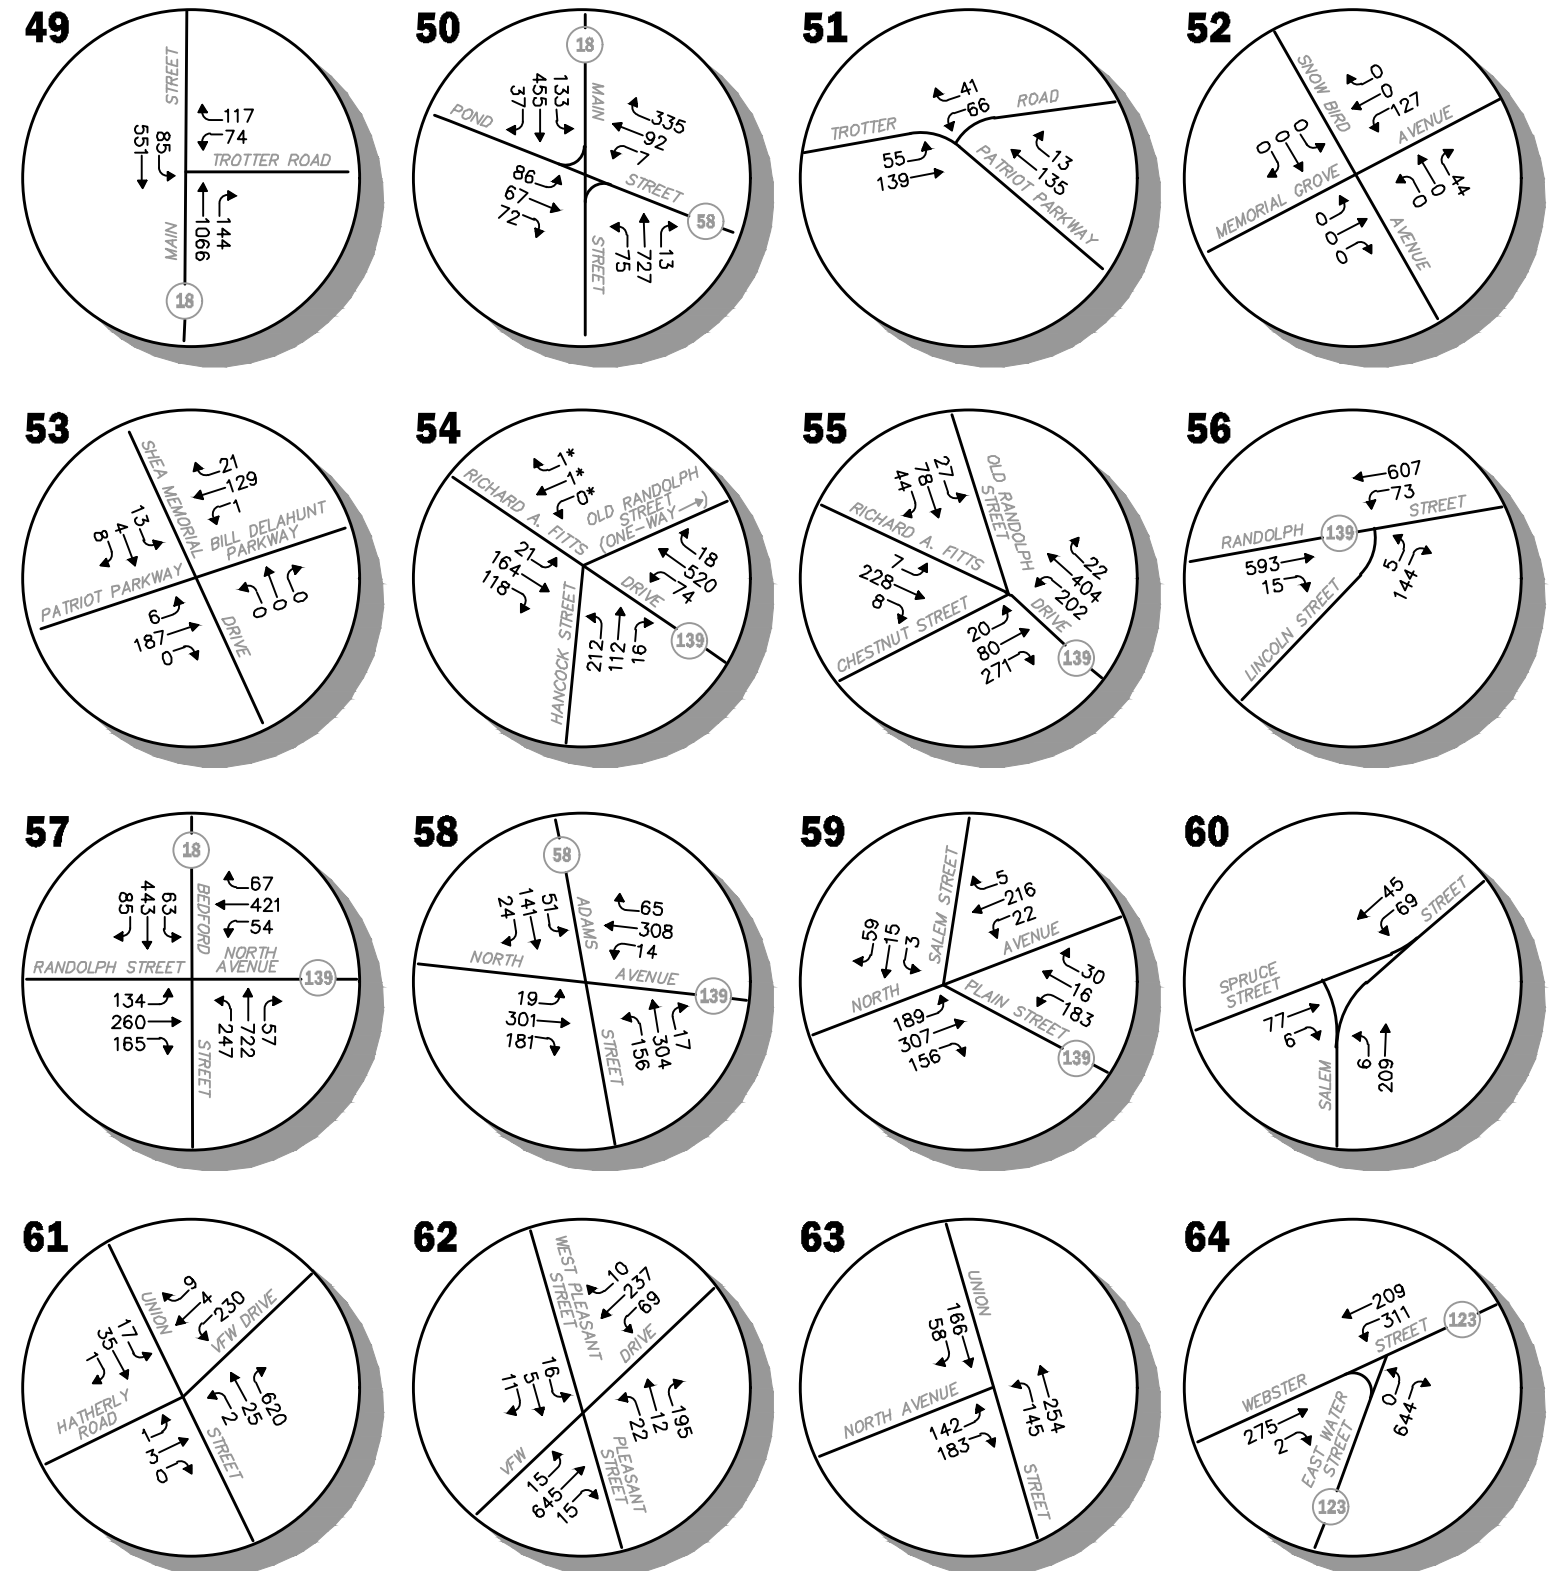 49
STREET
117
74
551
85
TROTTER ROAD
MAIN
1066
144
18
50
18
POND
37
455
133
MAIN
335
92
7
86
67
72
STREET
58
STREET
75
727
13
51
41
66
ROAD
TROTTER
55
139
13
135
PATRIOT PARKWAY
52
SNOW BIRD
0
0
127
AVENUE
0
0
0
MEMORIAL GROVE
0
0
44
0
0
0
AVENUE
53
SHEA MEMORIAL
21
129
1
8
4
13
BILL DELAHUNT
PARKWAY
PATRIOT PARKWAY
0
0
0
6
187
0
DRIVE
54
1*
1*
0*
RICHARD A. FITTS
OLD RANDOLPH
STREET
(ONE-WAY→)
21
164
118
18
520
74
DRIVE
HANCOCK STREET
212
112
16
139
55
44
78
27
OLD RANDOLPH
STREET
RICHARD A. FITTS
7
228
8
22
404
202
CHESTNUT STREET
20
80
271
DRIVE
139
56
607
73
RANDOLPH
139
STREET
593
15
5
144
LINCOLN STREET
57
18
85
443
63
BEDFORD
67
421
54
RANDOLPH STREET
NORTH
AVENUE
139
134
260
165
247
722
57
STREET
58
58
24
141
51
ADAMS
65
308
14
NORTH
AVENUE
139
19
301
181
STREET
156
304
17
59
SALEM STREET
5
216
22
59
15
3
AVENUE
NORTH
PLAIN STREET
30
16
183
189
307
156
139
60
45
69
STREET
SPRUCE
STREET
77
6
SALEM
6
209
61
UNION
9
4
230
VFW DRIVE
1
35
17
HATHERLY
ROAD
2
25
620
1
3
0
STREET
62
WEST PLEASANT
STREET
10
237
69
DRIVE
11
5
16
22
12
195
VFW
15
645
15
PLEASANT
STREET
63
UNION
58
166
NORTH AVENUE
142
183
145
254
STREET
64
209
311
STREET
123
WEBSTER
275
2
EAST WATER
STREET
0
644
123